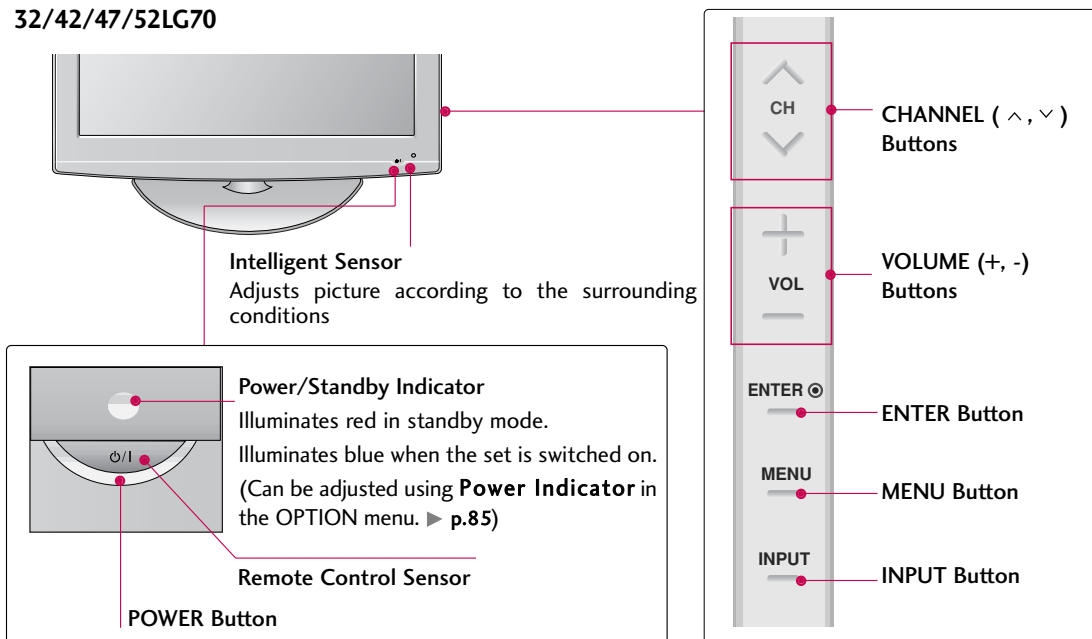 32/42/47/52LG70
Intelligent Sensor
Adjusts picture according to the surrounding
conditions
Power/Standby Indicator
Illuminates red in standby mode.
Illuminates blue when the set is switched on.
(Can be adjusted using Power Indicator in
the OPTION menu. ▶ p.85)
⏻/I
Remote Control Sensor
POWER Button
CH
CHANNEL ( ∧, ∨ )
Buttons
+
VOL
—
VOLUME (+, -)
Buttons
ENTER ⦿
ENTER Button
MENU
MENU Button
INPUT
INPUT Button